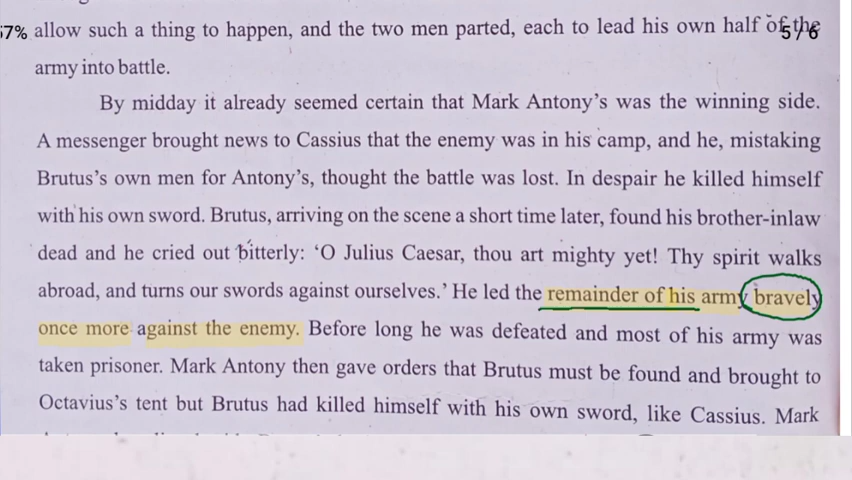 57% allow such a thing to happen, and the two men parted, each to lead his own half of the 5/6
army into battle.
By midday it already seemed certain that Mark Antony's was the winning side.
A messenger brought news to Cassius that the enemy was in his camp, and he, mistaking
Brutus's own men for Antony's, thought the battle was lost. In despair he killed himself
with his own sword. Brutus, arriving on the scene a short time later, found his brother-inlaw
dead and he cried out bitterly: 'O Julius Caesar, thou art mighty yet! Thy spirit walks
abroad, and turns our swords against ourselves.' He led the remainder of his army bravely
once more against the enemy. Before long he was defeated and most of his army was
taken prisoner. Mark Antony then gave orders that Brutus must be found and brought to
Octavius's tent but Brutus had killed himself with his own sword, like Cassius. Mark